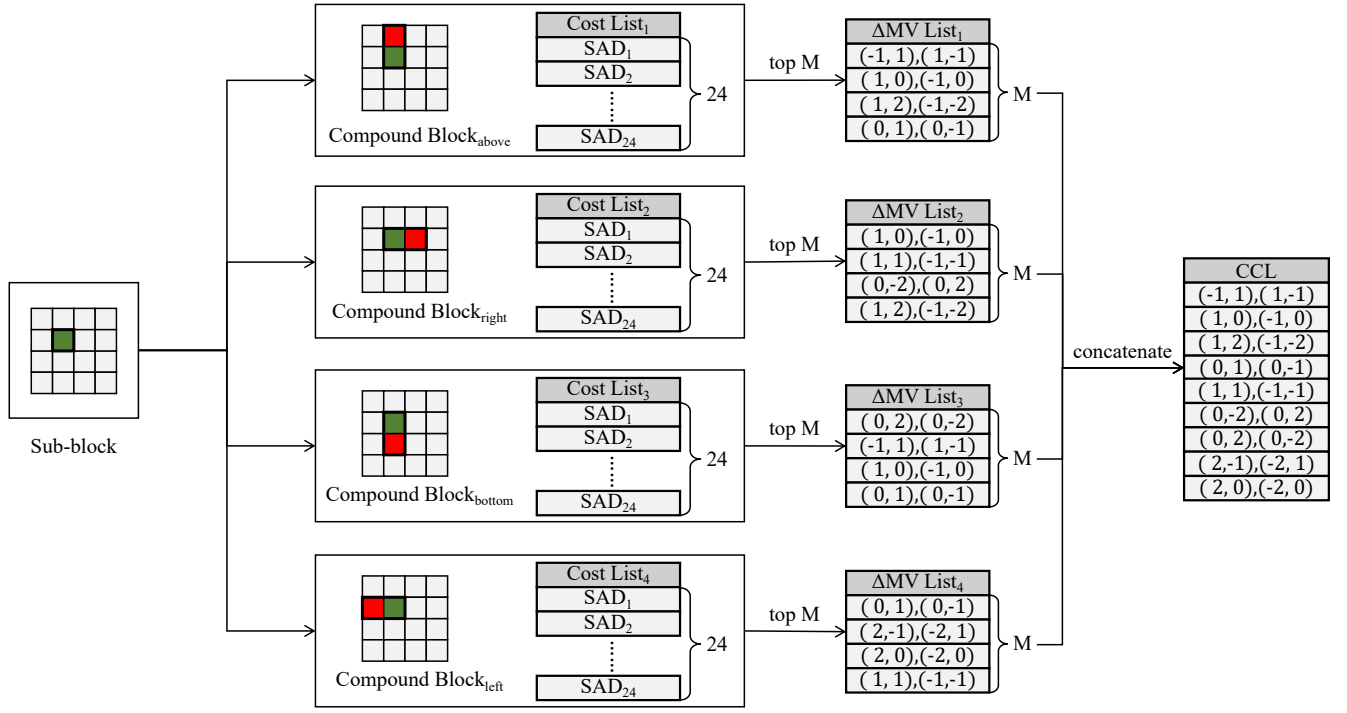 Sub-block
Compound Block_above
Cost List_1
SAD_1
SAD_2
SAD_24
24
top M
ΔMV List_1
(-1, 1),( 1,-1)
( 1, 0),(-1, 0)
( 1, 2),(-1,-2)
( 0, 1),( 0,-1)
M
Compound Block_right
Cost List_2
SAD_1
SAD_2
SAD_24
24
top M
ΔMV List_2
( 1, 0),(-1, 0)
( 1, 1),(-1,-1)
( 0,-2),( 0, 2)
( 1, 2),(-1,-2)
M
Compound Block_bottom
Cost List_3
SAD_1
SAD_2
SAD_24
24
top M
ΔMV List_3
( 0, 2),( 0,-2)
(-1, 1),( 1,-1)
( 1, 0),(-1, 0)
( 0, 1),( 0,-1)
M
Compound Block_left
Cost List_4
SAD_1
SAD_2
SAD_24
24
top M
ΔMV List_4
( 0, 1),( 0,-1)
( 2,-1),(-2, 1)
( 2, 0),(-2, 0)
( 1, 1),(-1,-1)
M
concatenate
CCL
(-1, 1),( 1,-1)
( 1, 0),(-1, 0)
( 1, 2),(-1,-2)
( 0, 1),( 0,-1)
( 1, 1),(-1,-1)
( 0,-2),( 0, 2)
( 0, 2),( 0,-2)
( 2,-1),(-2, 1)
( 2, 0),(-2, 0)